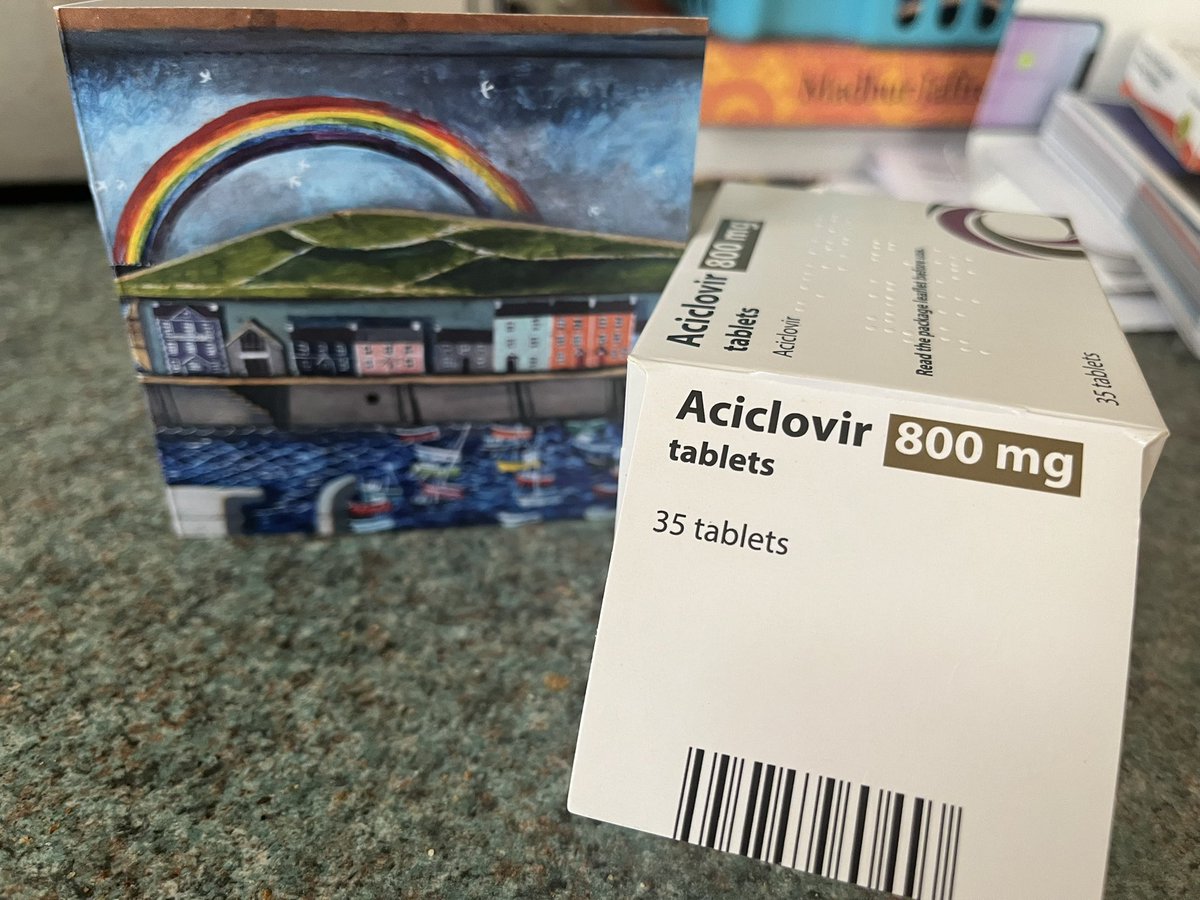 Aciclovir 800 mg
tablets
Aciclovir
Read the package leaflet before use.
35 tablets
Aciclovir 800 mg
tablets
35 tablets